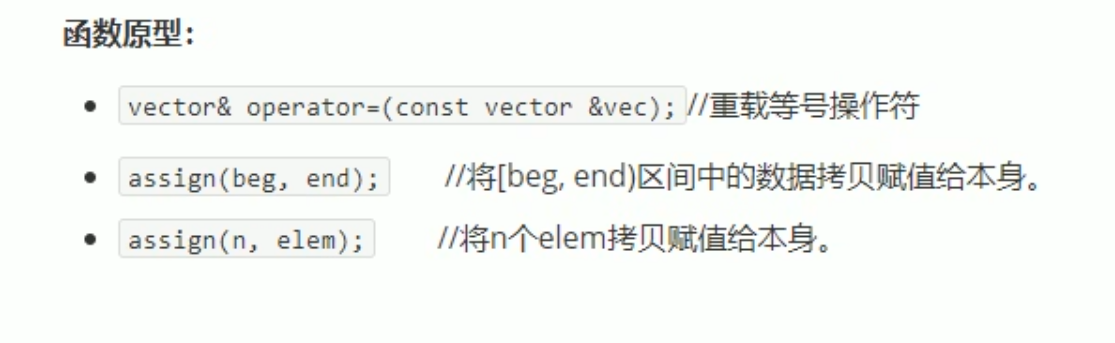 函数原型：
vector& operator=(const vector &vec);//重载等号操作符
assign(beg, end); //将[beg, end)区间中的数据拷贝赋值给本身。
assign(n, elem); //将n个elem拷贝赋值给本身。